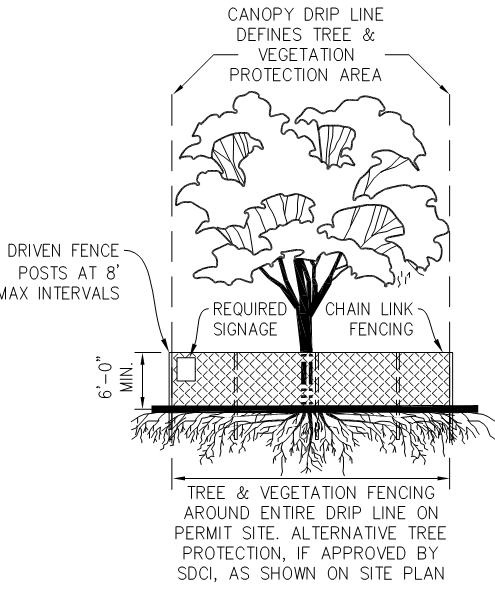 CANOPY DRIP LINE
DEFINES TREE &
VEGETATION
PROTECTION AREA
DRIVEN FENCE
POSTS AT 8'
MAX INTERVALS
REQUIRED
SIGNAGE
CHAIN LINK
FENCING
6'-0"
MIN.
TREE & VEGETATION FENCING
AROUND ENTIRE DRIP LINE ON
PERMIT SITE. ALTERNATIVE TREE
PROTECTION, IF APPROVED BY
SDCI, AS SHOWN ON SITE PLAN